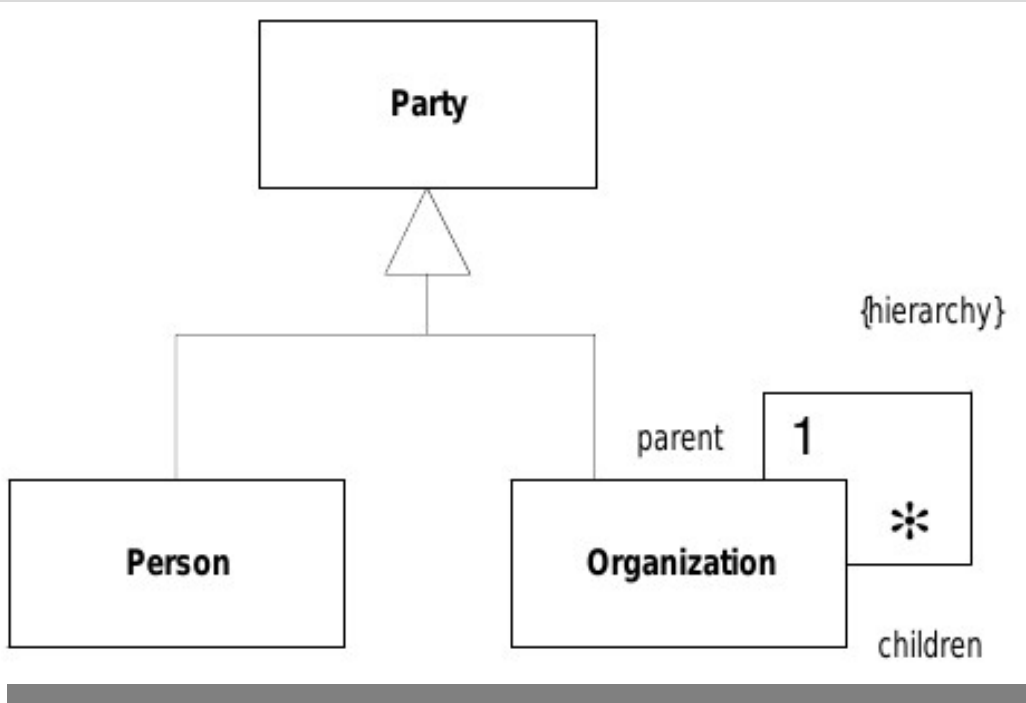 Party
{hierarchy}
parent
1
*
Person
Organization
children